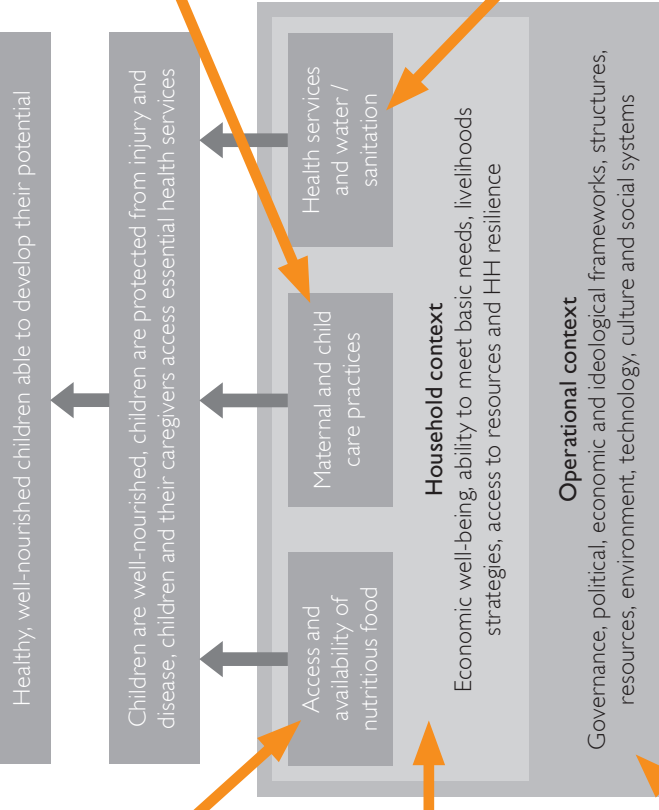 Healthy, well-nourished children able to develop their potential
Children are well-nourished, children are protected from injury and
disease, children and their caregivers access essential health services
Access and
availability of
nutritious food
Maternal and child
care practices
Health services
and water /
sanitation
Household context
Economic well-being, ability to meet basic needs, livelihoods
strategies, access to resources and HH resilience
Operational context
Governance, political, economic and ideological frameworks, structures,
resources, environment, technology, culture and social systems